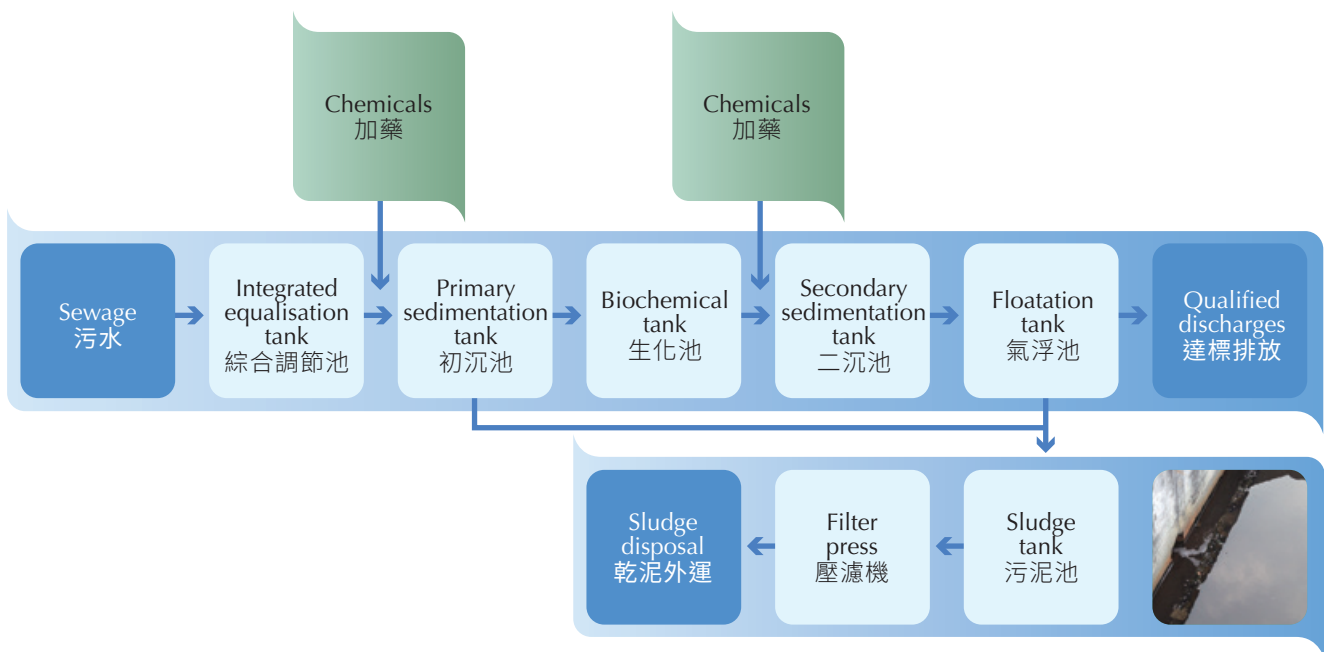 Chemicals
加藥
Chemicals
加藥
Sewage
污水
Integrated
equalisation
tank
綜合調節池
Primary
sedimentation
tank
初沉池
Biochemical
tank
生化池
Secondary
sedimentation
tank
二沉池
Floatation
tank
氣浮池
Qualified
discharges
達標排放
Sludge
disposal
乾泥外運
Filter
press
壓濾機
Sludge
tank
污泥池